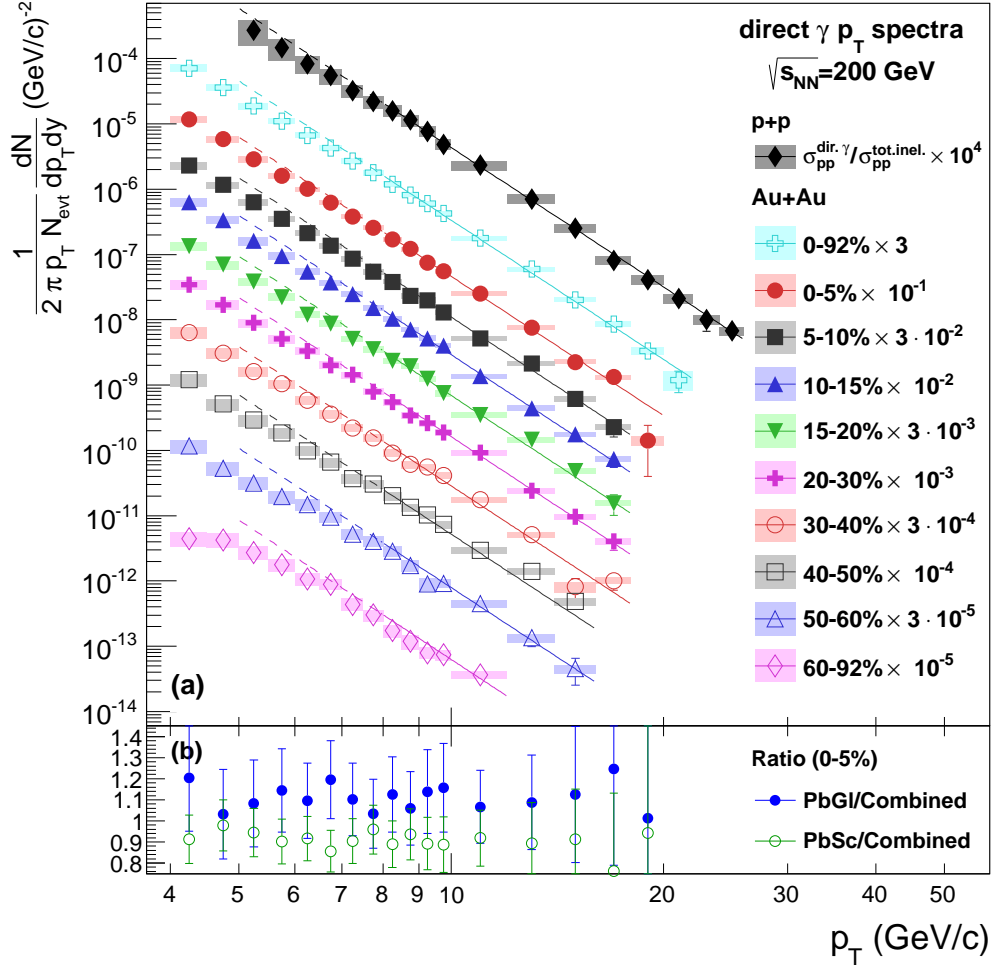 direct γ p_T spectra
√s_NN=200 GeV
p+p
σ_pp^dir. γ/σ_pp^tot.inel. × 10^4
Au+Au
0-92% × 3
0-5% × 10^-1
5-10% × 3 · 10^-2
10-15% × 10^-2
15-20% × 3 · 10^-3
20-30% × 10^-3
30-40% × 3 · 10^-4
40-50% × 10^-4
50-60% × 3 · 10^-5
60-92% × 10^-5
1/(2 π p_T N_evt) dN/(dp_T dy) (GeV/c)^-2
10^-4
10^-5
10^-6
10^-7
10^-8
10^-9
10^-10
10^-11
10^-12
10^-13
10^-14
(a)
(b)
1.4
1.2
1.1
0.9
0.8
Ratio (0-5%)
PbGl/Combined
PbSc/Combined
4 5 6 7 8 9 10 20 30 40 50
p_T (GeV/c)